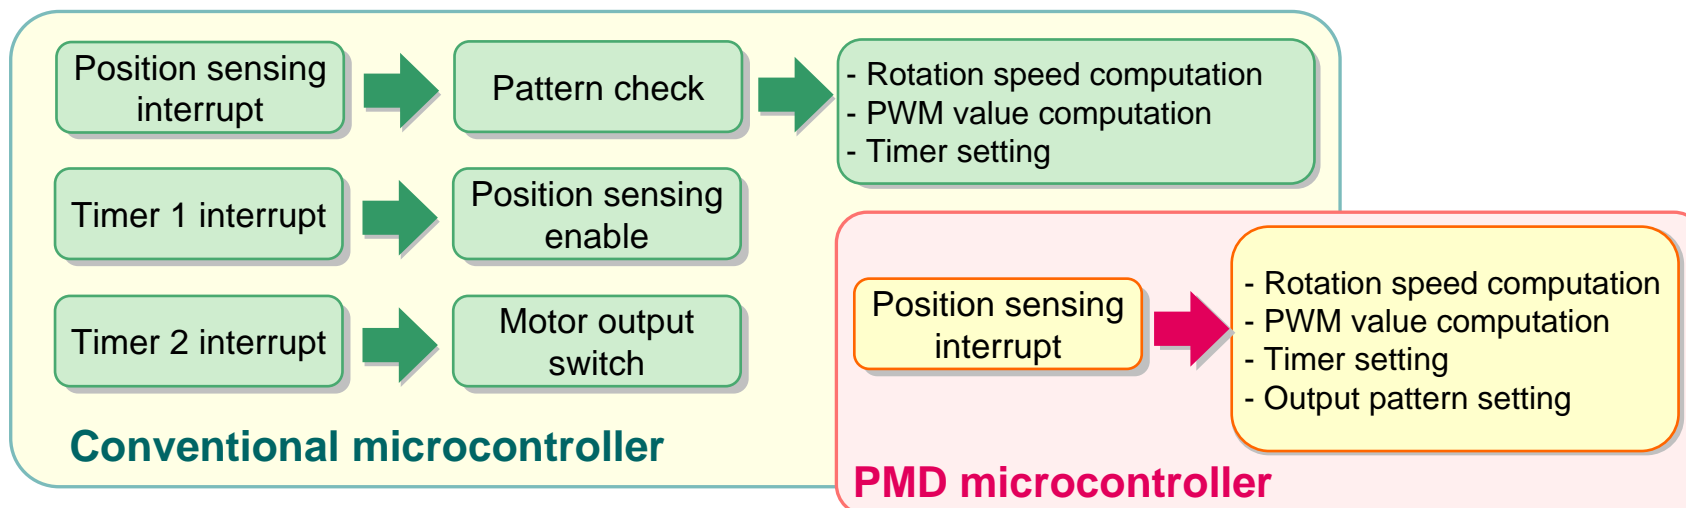 Position sensing
interrupt
Pattern check
- Rotation speed computation
- PWM value computation
- Timer setting
Timer 1 interrupt
Position sensing
enable
Timer 2 interrupt
Motor output
switch
Conventional microcontroller
Position sensing
interrupt
- Rotation speed computation
- PWM value computation
- Timer setting
- Output pattern setting
PMD microcontroller